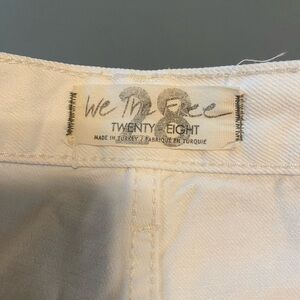 We The Free
28
TWENTY-EIGHT
MADE IN TURKEY / FABRIQUÉ EN TURQUIE